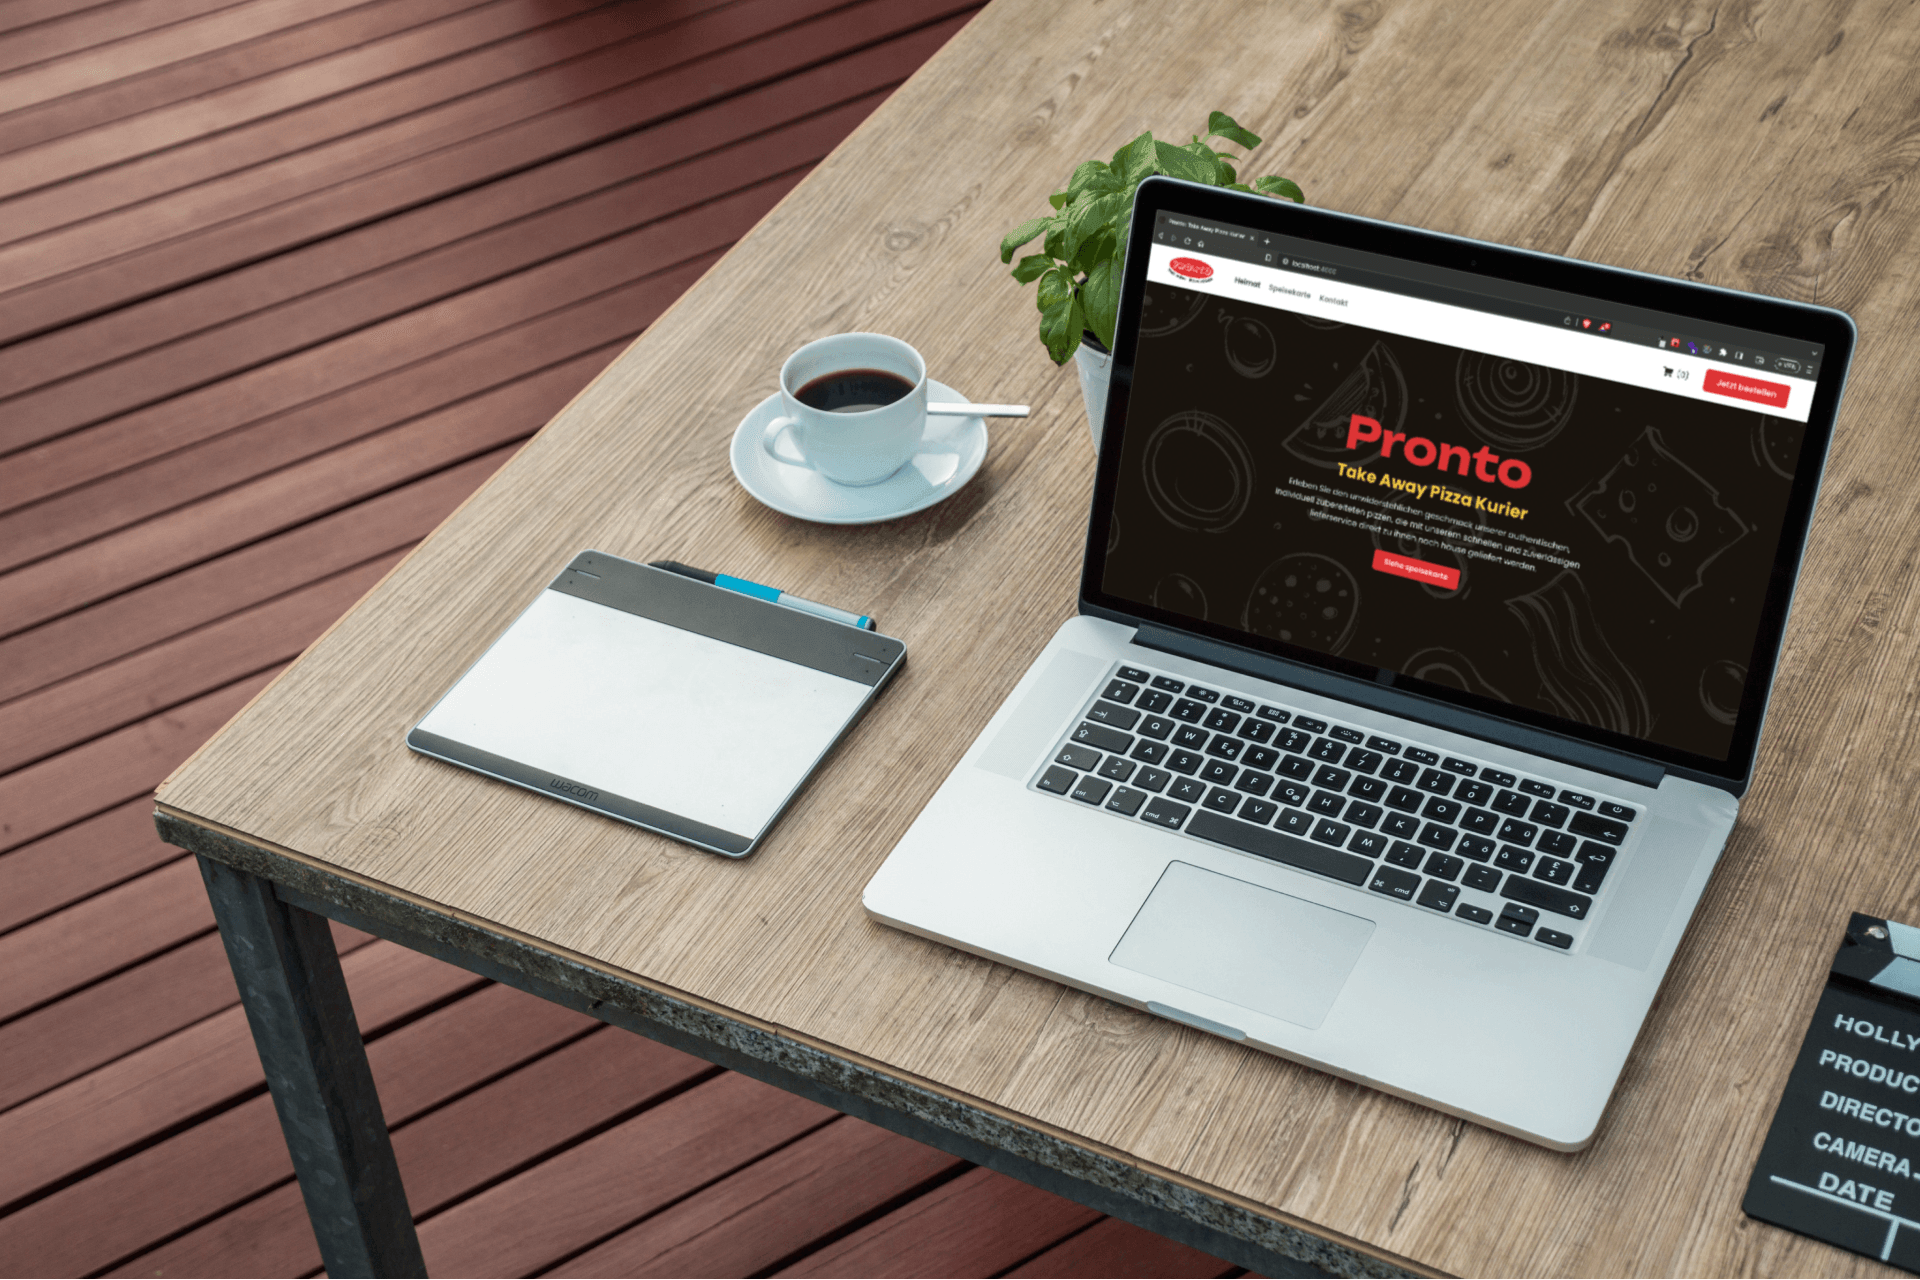 Home: Take Away Pizza Kurier
localhost:4000
PRONTO
Heimat Speisekarte Kontakt
(0)
Jetzt bestellen
Pronto
Take Away Pizza Kurier
Erleben Sie den unwiderstehlichen geschmack unserer authentischen,
individuell zubereiteten pizzen, die mit unserem schnellen und zuverlässigen
lieferservice direkt zu ihnen nach hause geliefert werden.
Siehe speisekarte
wacom
HOLLY
PRODUC
DIRECTO
CAMERA
DATE